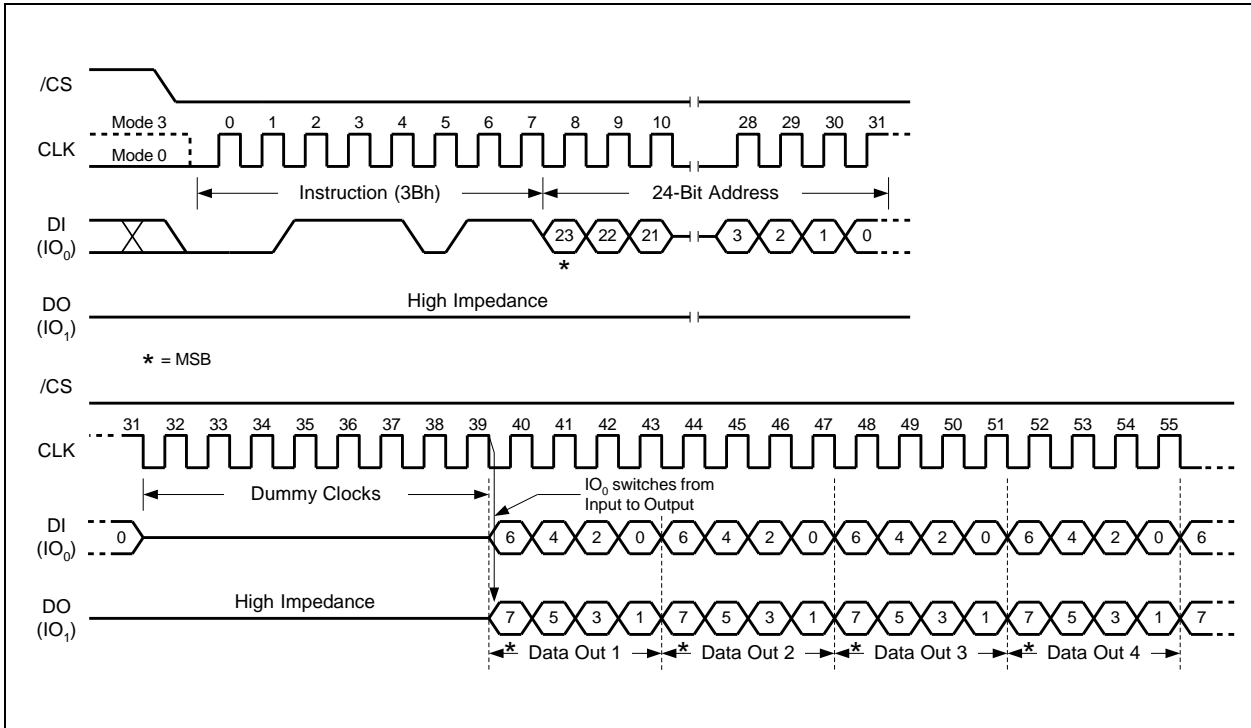 /CS
Mode 3 0 1 2 3 4 5 6 7 8 9 10 28 29 30 31
CLK
Mode 0
Instruction (3Bh) 24-Bit Address
DI
(IO0)
23 22 21 3 2 1 0
*
High Impedance
DO
(IO1)
* = MSB
/CS
31 32 33 34 35 36 37 38 39 40 41 42 43 44 45 46 47 48 49 50 51 52 53 54 55
CLK
Dummy Clocks
IO0 switches from
Input to Output
DI
(IO0)
0 6 4 2 0 6 4 2 0 6 4 2 0 6 4 2 0 6
High Impedance
DO
(IO1)
7 5 3 1 7 5 3 1 7 5 3 1 7 5 3 1 7
* Data Out 1 * Data Out 2 * Data Out 3 * Data Out 4